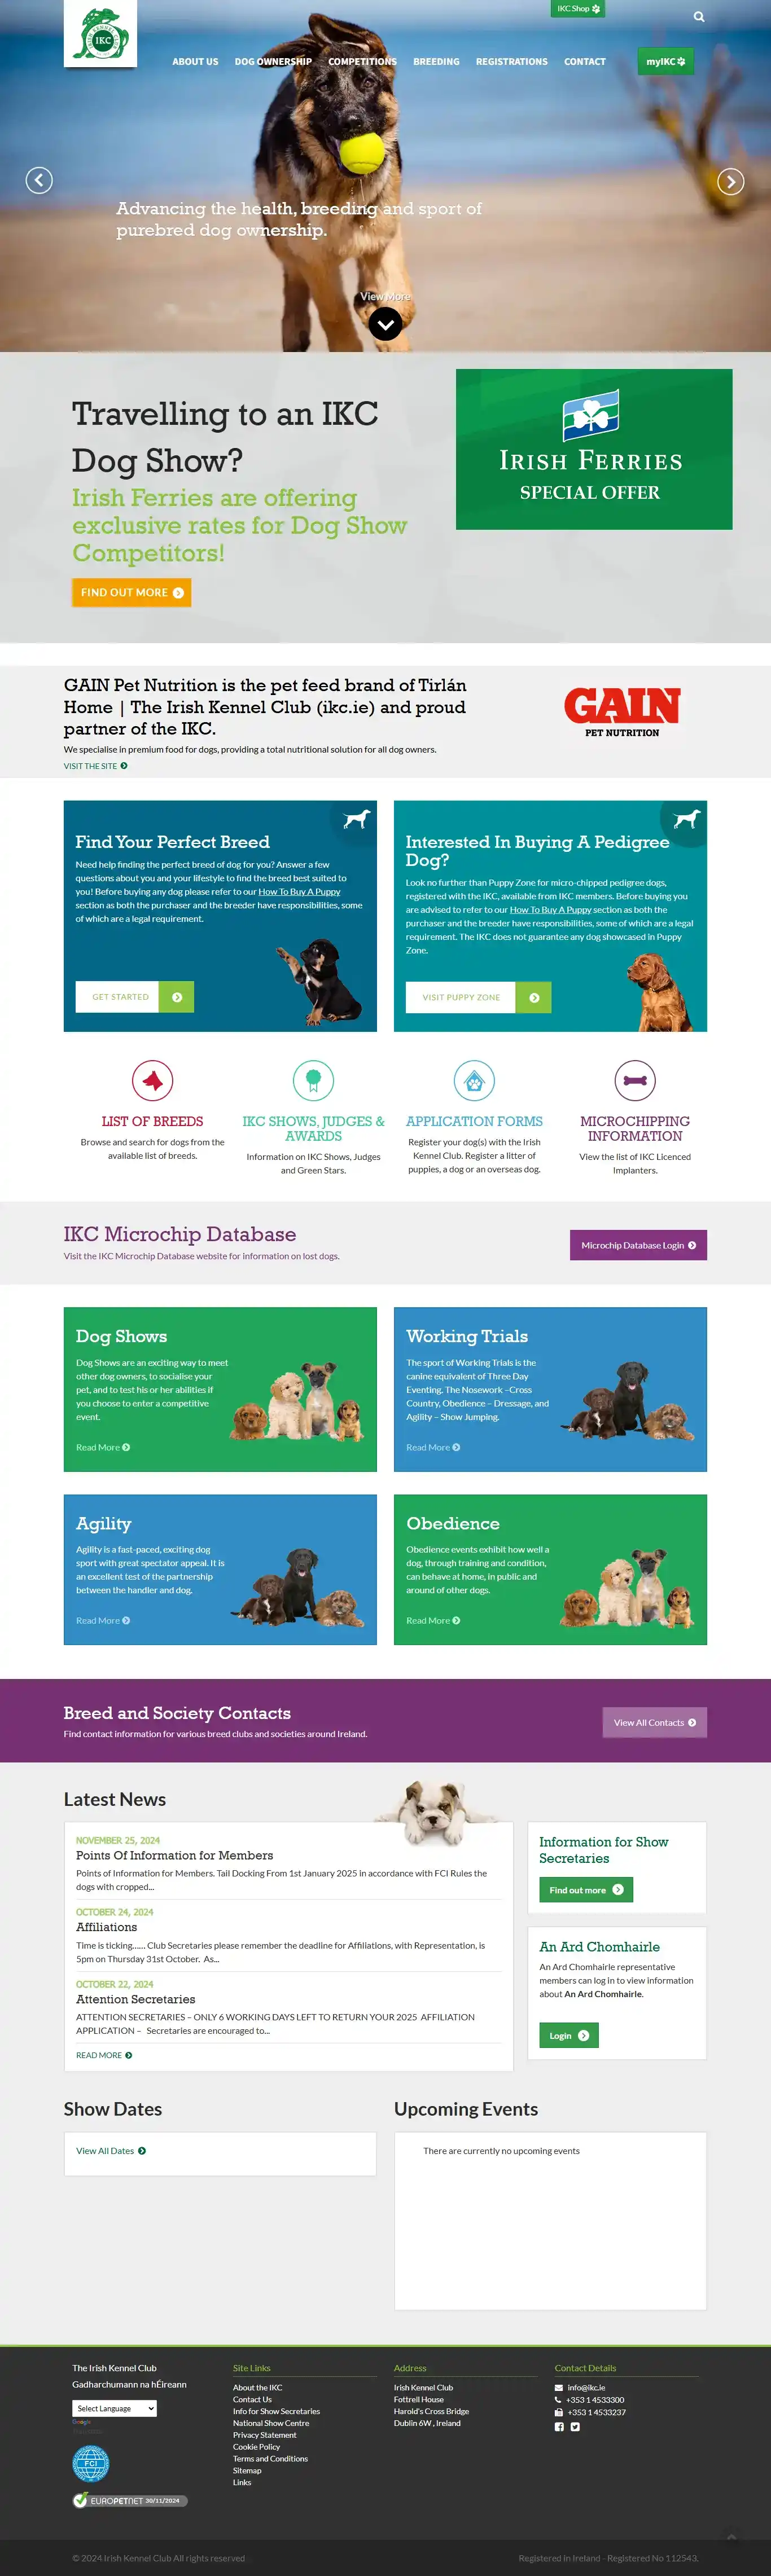 IKC Shop
THE IRISH KENNEL CLUB
IKC
ABOUT US
DOG OWNERSHIP
COMPETITIONS
BREEDING
REGISTRATIONS
CONTACT
myIKC
Advancing the health, breeding and sport of
purebred dog ownership.
View More
Travelling to an IKC
Dog Show?
Irish Ferries are offering
exclusive rates for Dog Show
Competitors!
FIND OUT MORE
IRISH FERRIES
SPECIAL OFFER
GAIN Pet Nutrition is the pet feed brand of Tirlán
Home | The Irish Kennel Club (ikc.ie) and proud
partner of the IKC.
We specialise in premium food for dogs, providing a total nutritional solution for all dog owners.
VISIT THE SITE
GAIN
PET NUTRITION
Find Your Perfect Breed
Need help finding the perfect breed of dog for you? Answer a few
questions about you and your lifestyle to find the breed best suited to
you! Before buying any dog please refer to our How To Buy A Puppy
section as both the purchaser and the breeder have responsibilities, some
of which are a legal requirement.
GET STARTED
Interested In Buying A Pedigree
Dog?
Look no further than Puppy Zone for micro-chipped pedigree dogs,
registered with the IKC, available from IKC members. Before buying you
are advised to refer to our How To Buy A Puppy section as both the
purchaser and the breeder have responsibilities, some of which are a legal
requirement. The IKC does not guarantee any dog showcased in Puppy
Zone.
VISIT PUPPY ZONE
LIST OF BREEDS
Browse and search for dogs from the
available list of breeds.
IKC SHOWS, JUDGES &
AWARDS
Information on IKC Shows, Judges
and Green Stars.
APPLICATION FORMS
Register your dog(s) with the Irish
Kennel Club. Register a litter of
puppies, a dog or an overseas dog.
MICROCHIPPING
INFORMATION
View the list of IKC Licenced
Implanters.
IKC Microchip Database
Visit the IKC Microchip Database website for information on lost dogs.
Microchip Database Login
Dog Shows
Dog Shows are an exciting way to meet
other dog owners, to socialise your
pet, and to test his or her abilities if
you choose to enter a competitive
event.
Read More
Working Trials
The sport of Working Trials is the
canine equivalent of Three Day
Eventing. The Nosework –Cross
Country, Obedience – Dressage, and
Agility – Show Jumping.
Read More
Agility
Agility is a fast-paced, exciting dog
sport with great spectator appeal. It is
an excellent test of the partnership
between the handler and dog.
Read More
Obedience
Obedience events exhibit how well a
dog, through training and condition,
can behave at home, in public and
around of other dogs.
Read More
Breed and Society Contacts
Find contact information for various breed clubs and societies around Ireland.
View All Contacts
Latest News
NOVEMBER 25, 2024
Points Of Information for Members
Points of Information for Members. Tail Docking From 1st January 2025 in accordance with FCI Rules the
dogs with cropped...
OCTOBER 24, 2024
Affiliations
Time is ticking...... Club Secretaries please remember the deadline for Affiliations, with Representation, is
5pm on Thursday 31st October. As...
OCTOBER 22, 2024
Attention Secretaries
ATTENTION SECRETARIES – ONLY 6 WORKING DAYS LEFT TO RETURN YOUR 2025 AFFILIATION
APPLICATION – Secretaries are encouraged to...
READ MORE
Information for Show
Secretaries
Find out more
An Ard Chomhairle
An Ard Chomhairle representative
members can log in to view information
about An Ard Chomhairle.
Login
Show Dates
View All Dates
Upcoming Events
There are currently no upcoming events
The Irish Kennel Club
Gadharchumann na hÉireann
Select Language
Google
FCI
EUROPETNET 30/11/2024
Site Links
About the IKC
Contact Us
Info for Show Secretaries
National Show Centre
Privacy Statement
Cookie Policy
Terms and Conditions
Sitemap
Links
Address
Irish Kennel Club
Fottrell House
Harold's Cross Bridge
Dublin 6W , Ireland
Contact Details
info@ikc.ie
+353 1 4533300
+353 1 4533237
© 2024 Irish Kennel Club All rights reserved
Registered in Ireland - Registered No 112543.